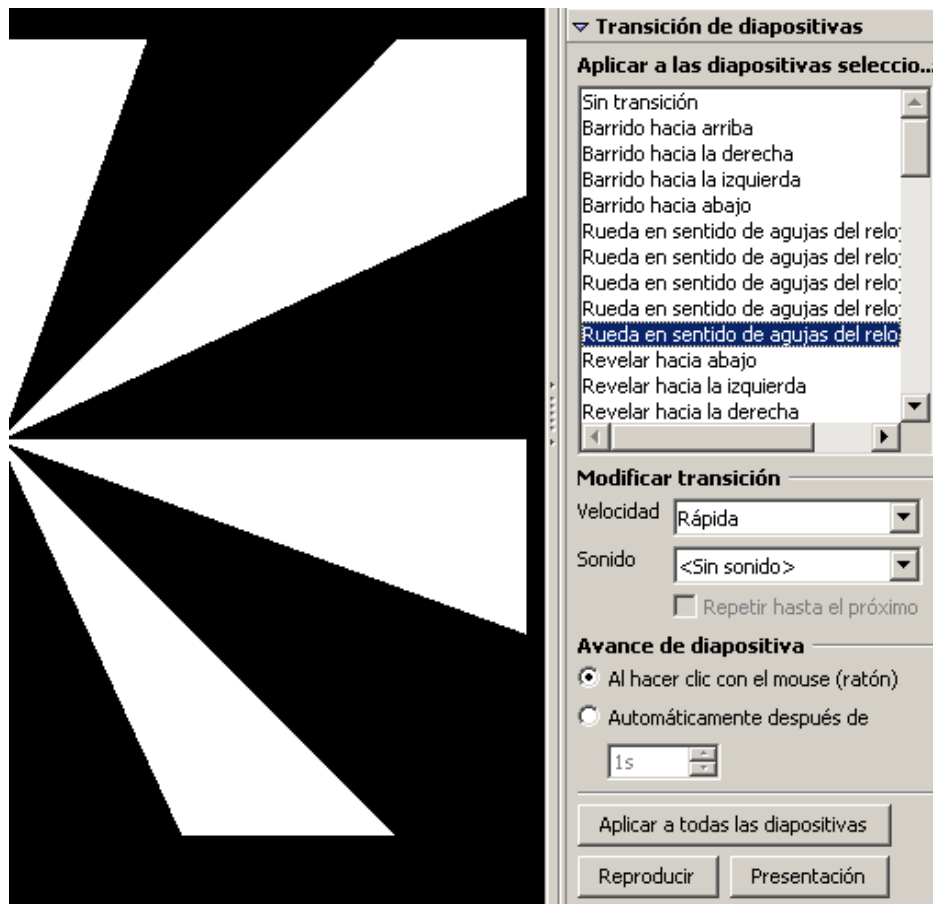 Transición de diapositivas
Aplicar a las diapositivas seleccio..
Sin transición
Barrido hacia arriba
Barrido hacia la derecha
Barrido hacia la izquierda
Barrido hacia abajo
Rueda en sentido de agujas del reloj
Rueda en sentido de agujas del reloj
Rueda en sentido de agujas del reloj
Rueda en sentido de agujas del reloj
Rueda en sentido de agujas del relo
Revelar hacia abajo
Revelar hacia la izquierda
Revelar hacia la derecha
Modificar transición
Velocidad Rápida
Sonido <Sin sonido>
Repetir hasta el próximo
Avance de diapositiva
Al hacer clic con el mouse (ratón)
Automáticamente después de
1s
Aplicar a todas las diapositivas
Reproducir Presentación